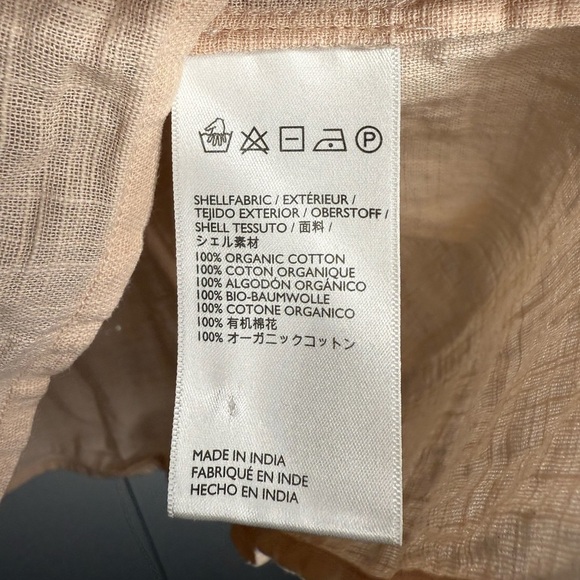 P
SHELLFABRIC / EXTÉRIEUR /
TEJIDO EXTERIOR / OBERSTOFF /
SHELL TESSUTO / 面料 /
シェル素材
100% ORGANIC COTTON
100% COTON ORGANIQUE
100% ALGODÓN ORGÁNICO
100% BIO-BAUMWOLLE
100% COTONE ORGANICO
100% 有机棉花
100% オーガニックコットン
MADE IN INDIA
FABRIQUÉ EN INDE
HECHO EN INDIA